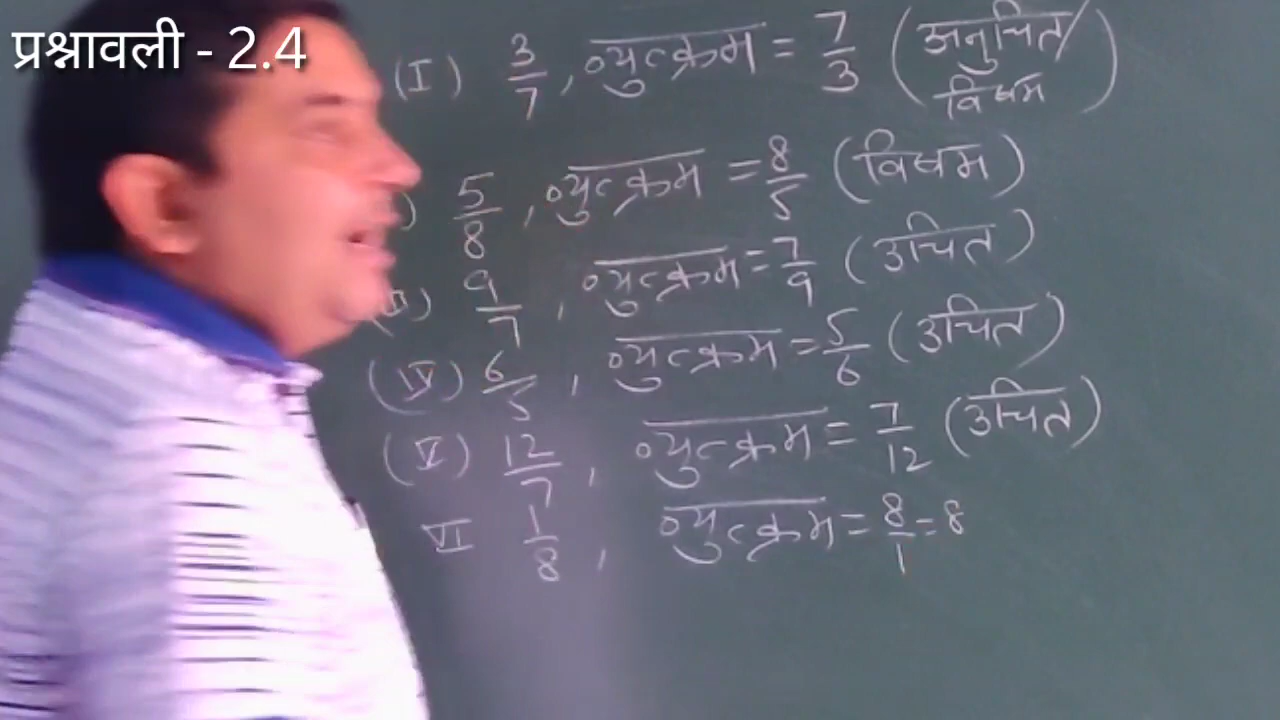 प्रश्नावली - 2.4
(I) 3/7, व्युत्क्रम = 7/3 (अनुचित/
विषम)
) 5/8, व्युत्क्रम = 8/5 (विषम)
) 9/7, व्युत्क्रम = 7/9 (उचित)
(IV) 6/5, व्युत्क्रम = 5/6 (उचित)
(V) 12/7, व्युत्क्रम = 7/12 (उचित)
VI 1/8, व्युत्क्रम = 8/1 = 8